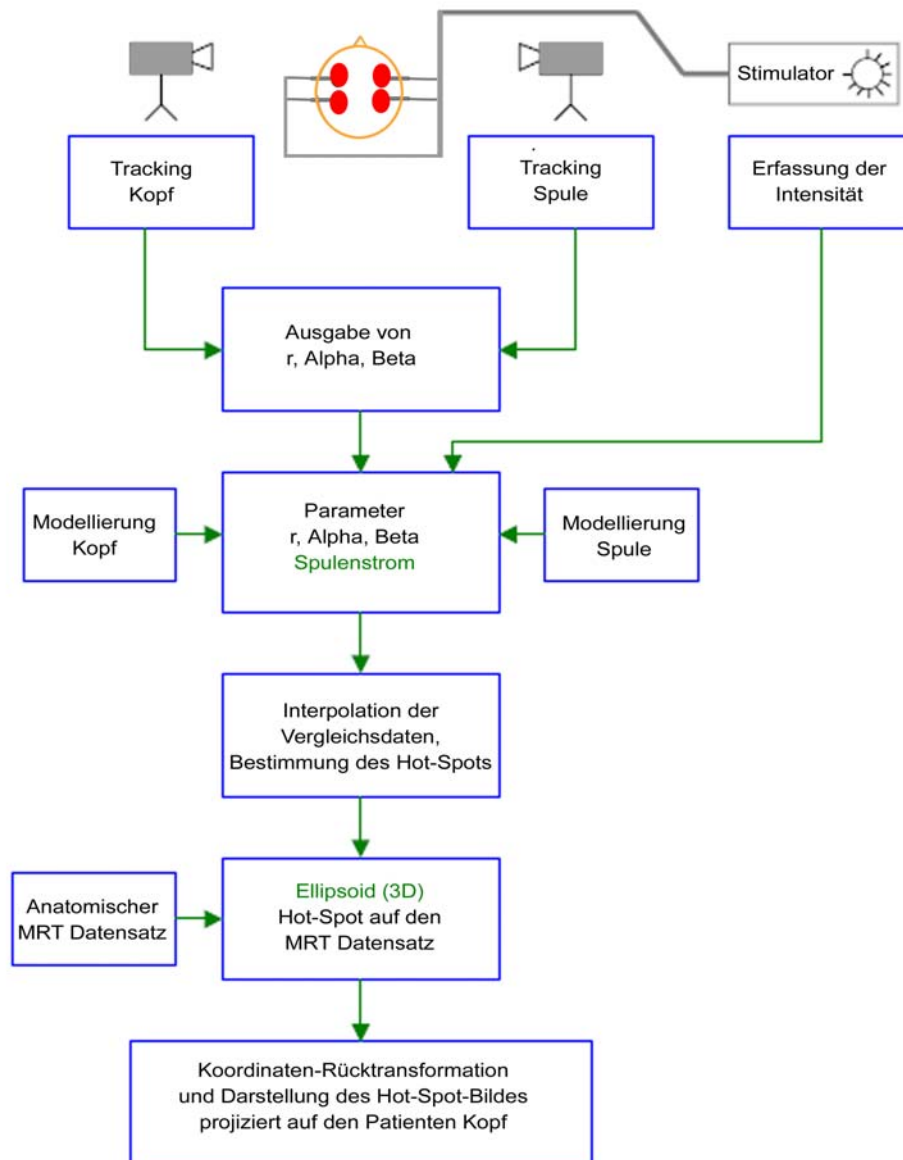 Stimulator
Tracking
Kopf
Tracking
Spule
Erfassung der
Intensität
Ausgabe von
r, Alpha, Beta
Modellierung
Kopf
Parameter
r, Alpha, Beta
Spulenstrom
Modellierung
Spule
Interpolation der
Vergleichsdaten,
Bestimmung des Hot-Spots
Anatomischer
MRT Datensatz
Ellipsoid (3D)
Hot-Spot auf den
MRT Datensatz
Koordinaten-Rücktransformation
und Darstellung des Hot-Spot-Bildes
projiziert auf den Patienten Kopf